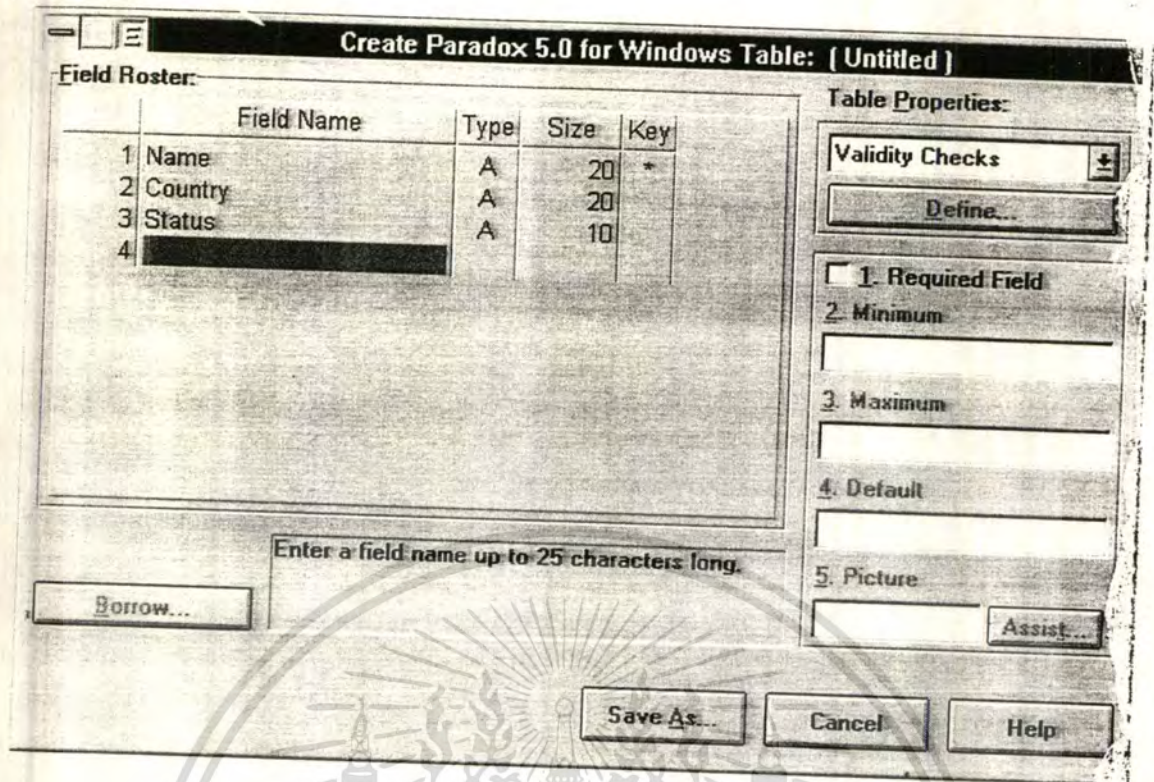 Create Paradox 5.0 for Windows Table: ( Untitled )
Field Roster:
Field Name Type Size Key
1 Name A 20 *
2 Country A 20
3 Status A 10
4
Enter a field name up to 25 characters long.
Borrow...
Table Properties:
Validity Checks
Define...
1. Required Field
2. Minimum
3. Maximum
4. Default
5. Picture
Assist...
Save As...
Cancel
Help